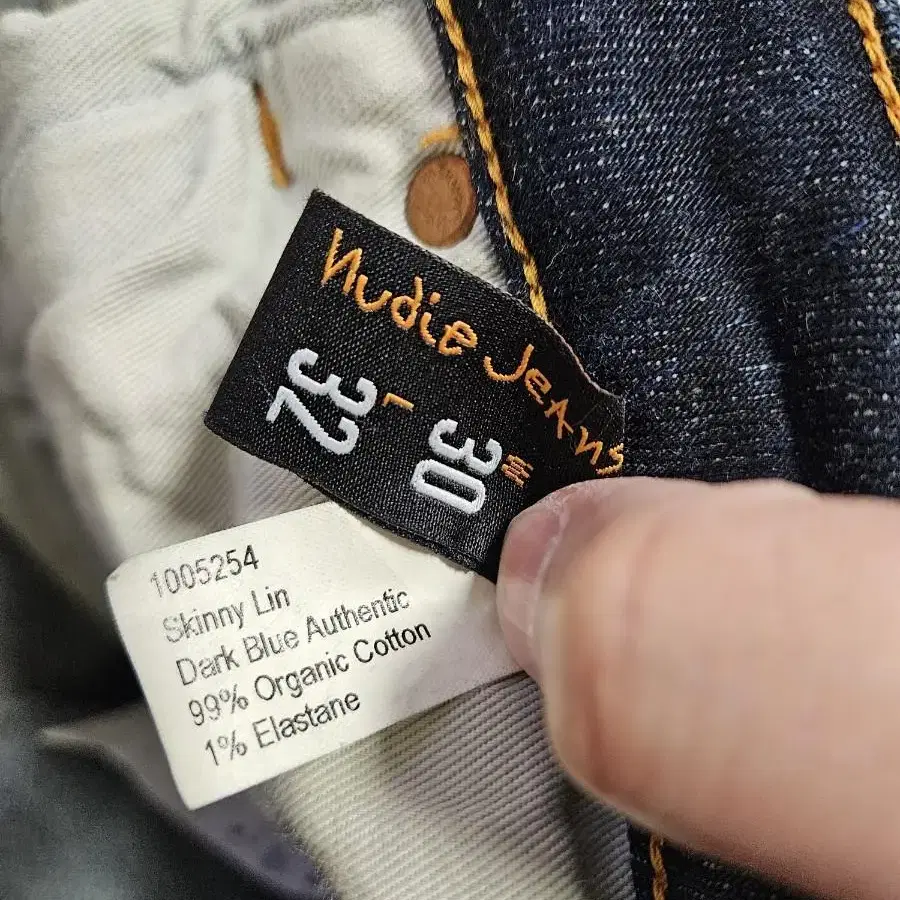 Nudie Jeans
32 L 30 W
1005254
Skinny Lin
Dark Blue Authentic
99% Organic Cotton
1% Elastane